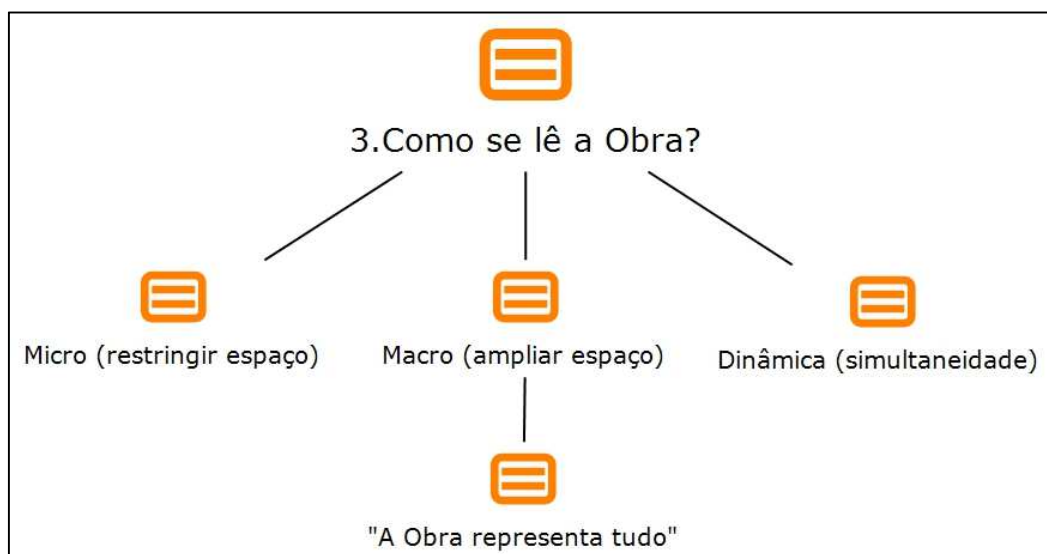 3.Como se lê a Obra?
Micro (restringir espaço)
Macro (ampliar espaço)
Dinâmica (simultaneidade)
"A Obra representa tudo"